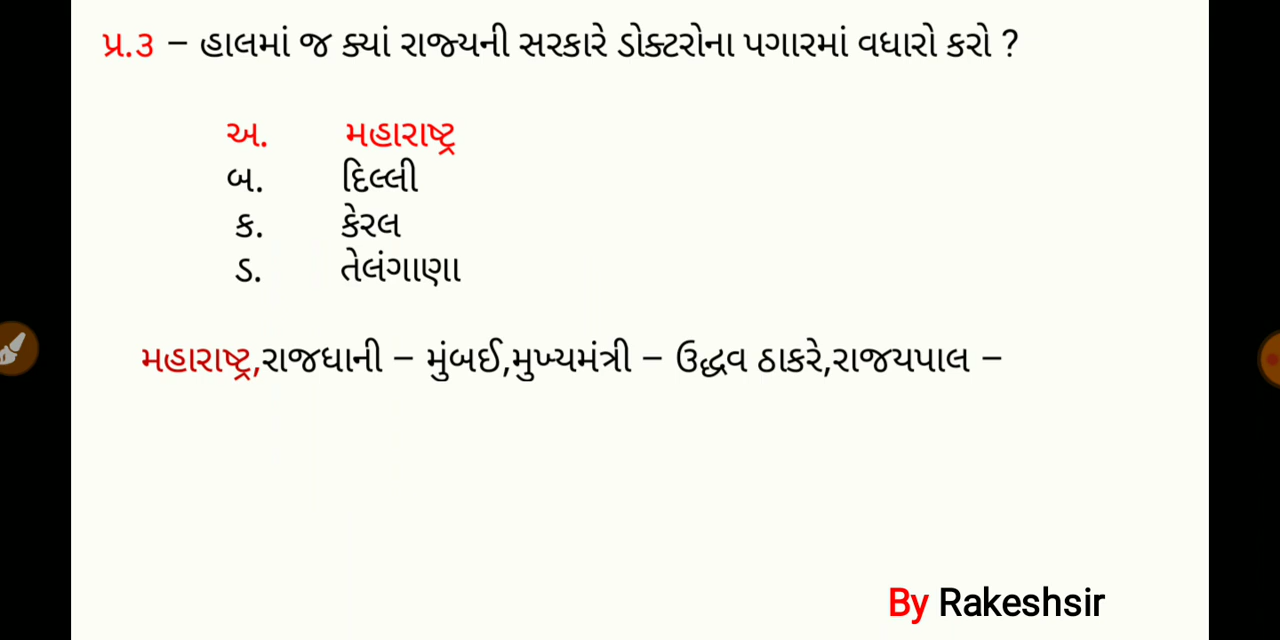 પ્ર.૩ – હાલમાં જ ક્યાં રાજ્યની સરકારે ડોક્ટરોના પગારમાં વધારો કરો ?
અ. મહારાષ્ટ્ર
બ. દિલ્લી
ક. કેરલ
ડ. તેલંગાણા
મહારાષ્ટ્ર,રાજધાની – મુંબઈ,મુખ્યમંત્રી – ઉદ્ધવ ઠાકરે,રાજયપાલ –
By Rakeshsir